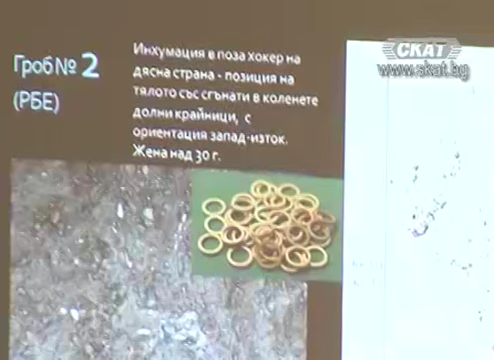 Гроб № 2
(РБЕ)
Инхумация в поза хокер на
дясна страна - позиция на
тялото със сгънати в коленете
долни крайници, с
ориентация запад-изток.
Жена над 30 г.
СКАТ
www.skat.bg